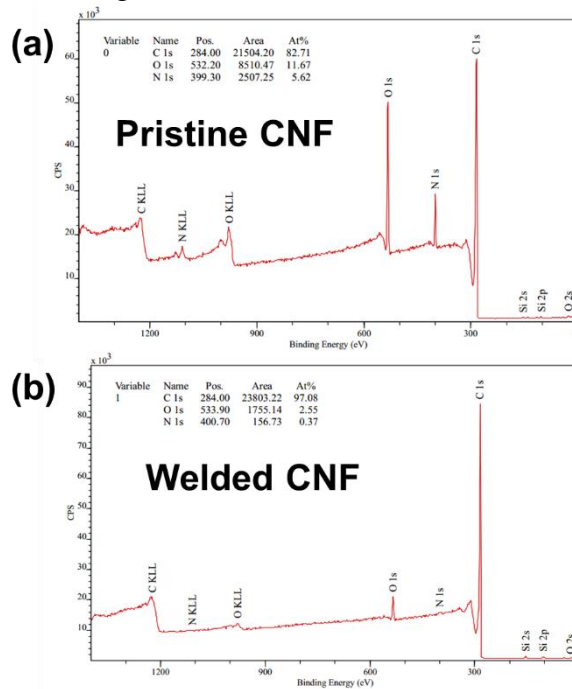 (a)
x 10³
Variable Name Pos. Area At%
0 C 1s 284.00 21504.20 82.71
O 1s 532.20 8510.47 11.67
N 1s 399.30 2507.25 5.62
Pristine CNF
C 1s
O 1s
N 1s
C KLL
N KLL
O KLL
Si 2s
Si 2p
O 2s
60
50
40
30
20
10
CPS
1200 900 600 300
Binding Energy (eV)
(b)
x 10³
Variable Name Pos. Area At%
1 C 1s 284.00 23803.22 97.08
O 1s 533.90 1755.14 2.55
N 1s 400.70 156.73 0.37
Welded CNF
C 1s
C KLL
N KLL
O KLL
O 1s
N 1s
Si 2s
Si 2p
O 2s
90
80
70
60
50
40
30
20
10
CPS
1200 900 600 300
Binding Energy (eV)